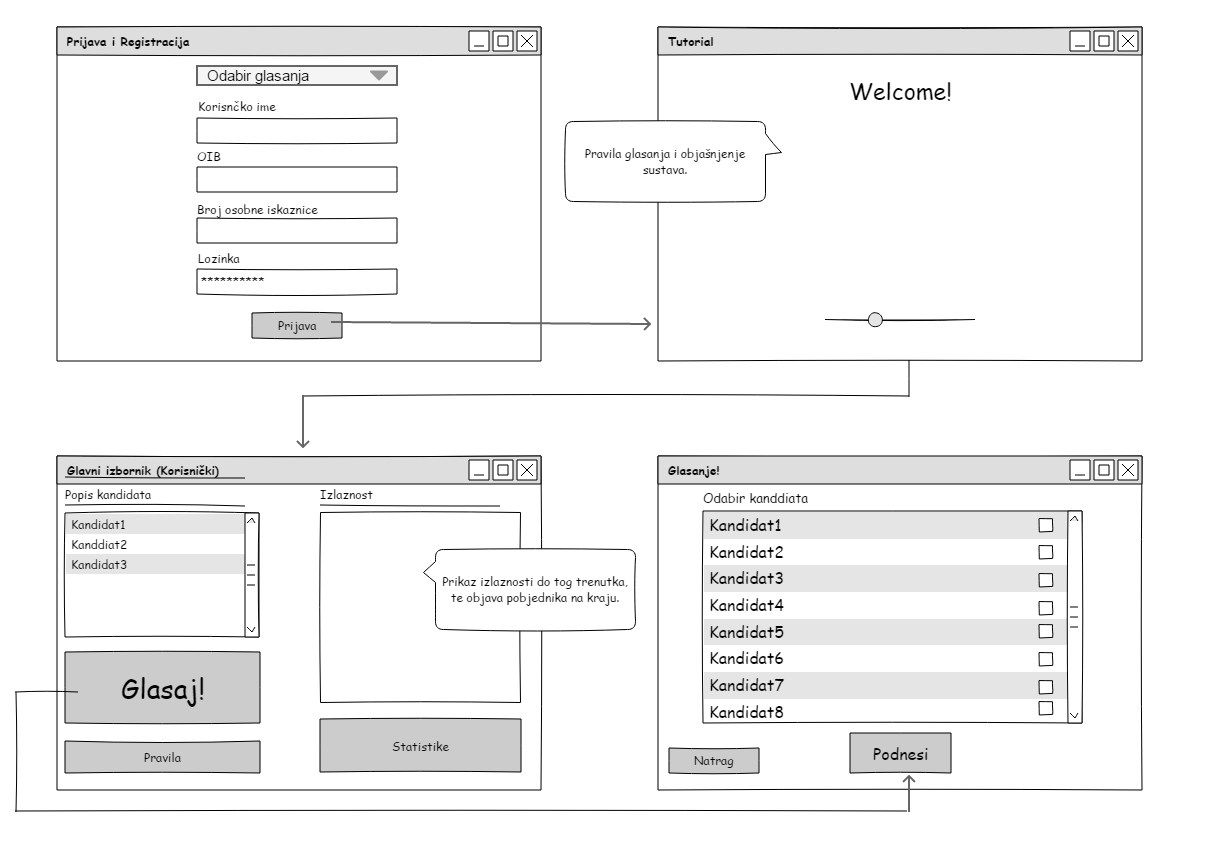 Prijava i Registracija
Odabir glasanja
Korisnčko ime
OIB
Broj osobne iskaznice
Lozinka
**********
Prijava
Tutorial
Welcome!
Pravila glasanja i objašnjenje
sustava.
Glavni izbornik (Korisnički)
Popis kandidata
Kandidat1
Kanddiat2
Kandidat3
Glasaj!
Pravila
Izlaznost
Prikaz izlaznosti do tog trenutka,
te objava pobjednika na kraju.
Statistike
Glasanje!
Odabir kanddiata
Kandidat1
Kandidat2
Kandidat3
Kandidat4
Kandidat5
Kandidat6
Kandidat7
Kandidat8
Natrag
Podnesi